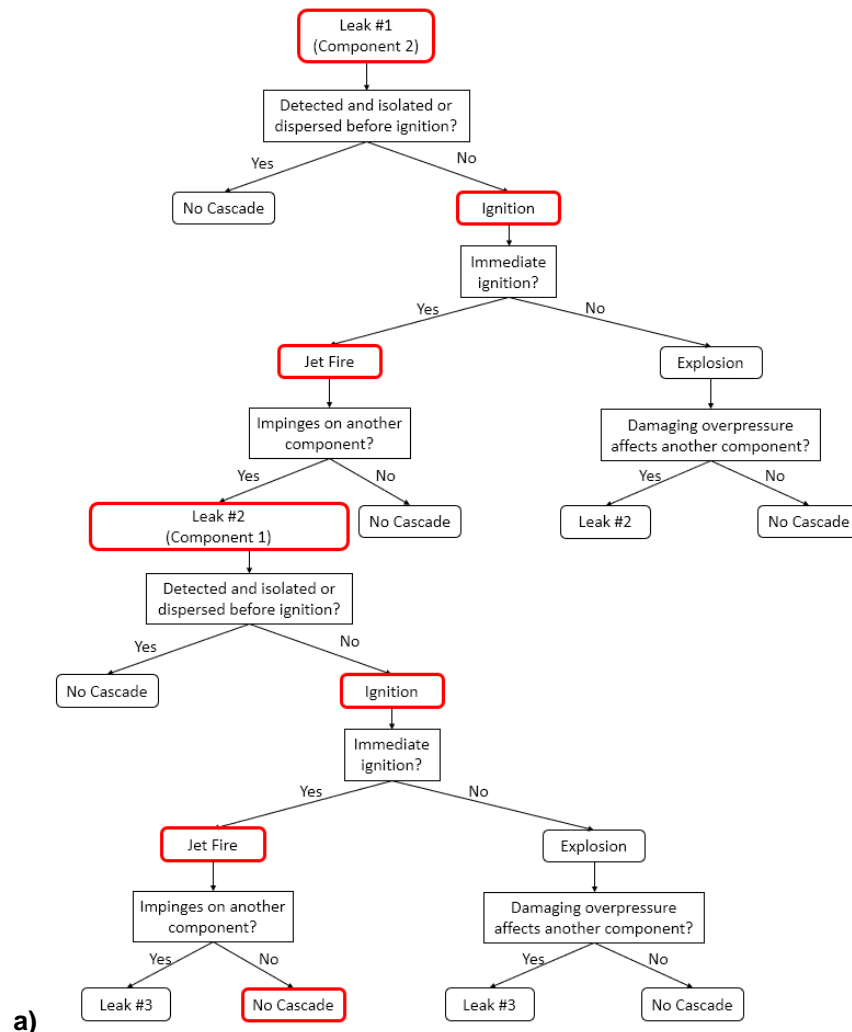 Leak #1
(Component 2)
Detected and isolated or
dispersed before ignition?
Yes
No
No Cascade
Ignition
Immediate
ignition?
Yes
No
Jet Fire
Explosion
Impinges on another
component?
Damaging overpressure
affects another component?
Yes
No
Yes
No
Leak #2
(Component 1)
No Cascade
Leak #2
No Cascade
Detected and isolated or
dispersed before ignition?
Yes
No
No Cascade
Ignition
Immediate
ignition?
Yes
No
Jet Fire
Explosion
Impinges on another
component?
Damaging overpressure
affects another component?
Yes
No
Yes
No
Leak #3
No Cascade
Leak #3
No Cascade
a)